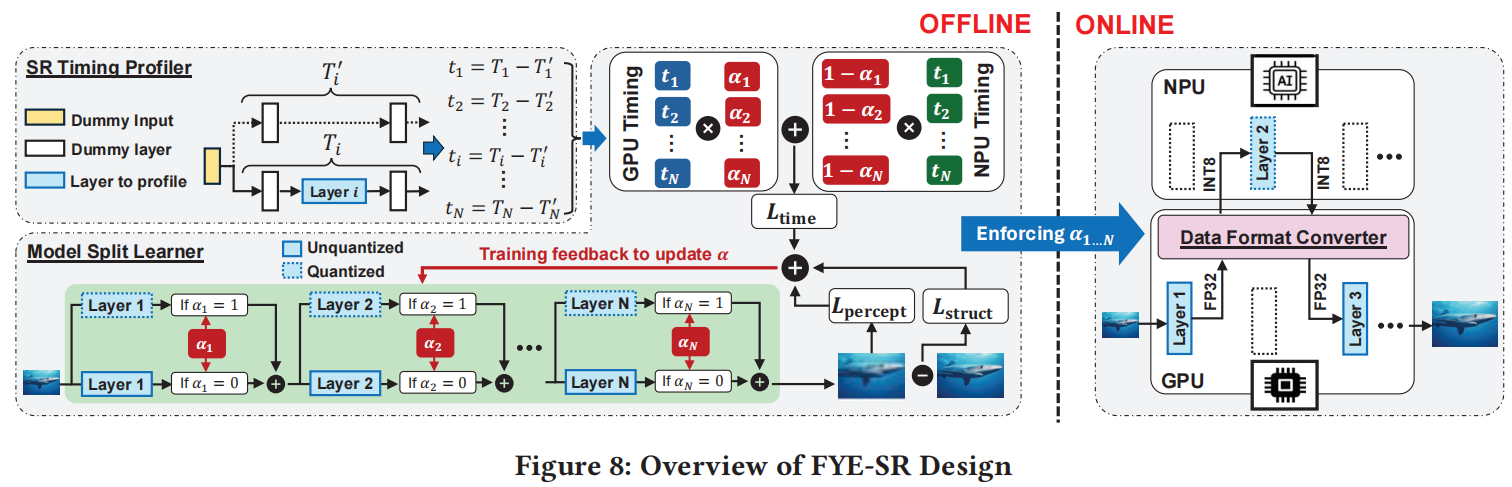 OFFLINE
ONLINE
SR Timing Profiler
Dummy Input
Dummy layer
Layer to profile
T'_i
T_i
Layer i
t_1 = T_1 − T'_1
t_2 = T_2 − T'_2
⋮
t_i = T_i − T'_i
⋮
t_N = T_N − T'_N
GPU Timing
t_1
t_2
⋮
t_N
×
α_1
α_2
⋮
α_N
+
1 − α_1
1 − α_2
⋮
1 − α_N
×
t_1
t_2
⋮
t_N
NPU Timing
L_time
+
Model Split Learner
Unquantized
Quantized
Training feedback to update α
Layer 1
If α_1 = 1
α_1
Layer 1
If α_1 = 0
+
Layer 2
If α_2 = 1
α_2
Layer 2
If α_2 = 0
+
•••
Layer N
If α_N = 1
α_N
Layer N
If α_N = 0
+
L_percept
L_struct
−
Enforcing α_1…N
NPU
AI
INT8
Layer 2
INT8
•••
Data Format Converter
Layer 1
FP32
FP32
Layer 3
•••
GPU
Figure 8: Overview of FYE-SR Design